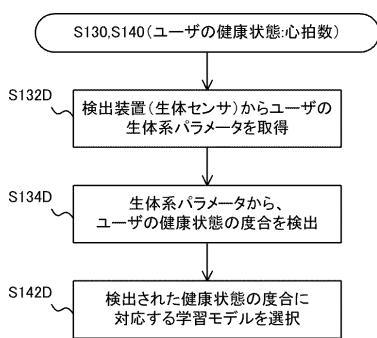 S130,S140(ユーザの健康状態:心拍数)
S132D
検出装置(生体センサ)からユーザの
生体系パラメータを取得
S134D
生体系パラメータから、
ユーザの健康状態の度合を検出
S142D
検出された健康状態の度合に
対応する学習モデルを選択